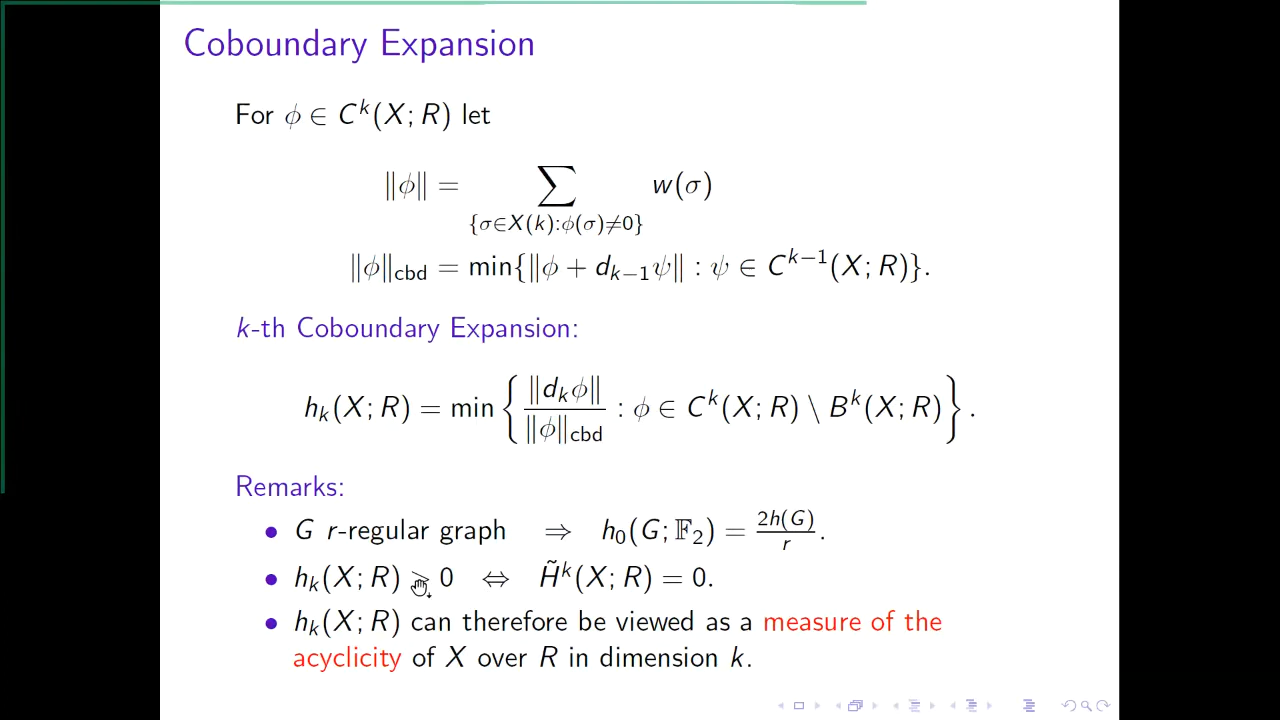 Coboundary Expansion
For ϕ ∈ C^k(X; R) let
‖ϕ‖ = ∑_{{σ∈X(k):ϕ(σ)≠0}} w(σ)
‖ϕ‖_cbd = min{‖ϕ + d_{k−1}ψ‖ : ψ ∈ C^{k−1}(X; R)}.
k-th Coboundary Expansion:
h_k(X; R) = min { ‖d_kϕ‖ / ‖ϕ‖_cbd : ϕ ∈ C^k(X; R) \ B^k(X; R) } .
Remarks:
• G r-regular graph ⇒ h_0(G; 𝔽_2) = 2h(G)/r.
• h_k(X; R) > 0 ⇔ H̃^k(X; R) = 0.
• h_k(X; R) can therefore be viewed as a measure of the
acyclicity of X over R in dimension k.